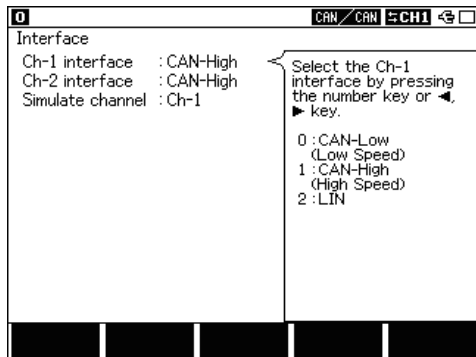 0
CAN/CAN ⇆CH1
Interface
Ch-1 interface :CAN-High
Ch-2 interface :CAN-High
Simulate channel :Ch-1
Select the Ch-1
interface by pressing
the number key or ◀,
▶ key.
0:CAN-Low
(Low Speed)
1:CAN-High
(High Speed)
2:LIN